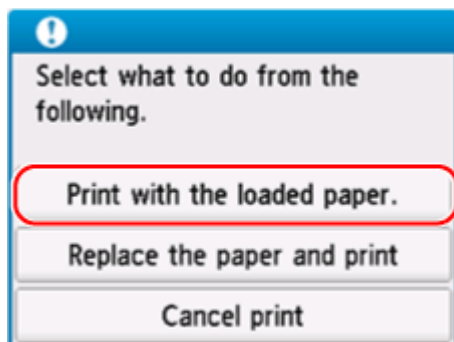 Select what to do from the
following.
Print with the loaded paper.
Replace the paper and print
Cancel print